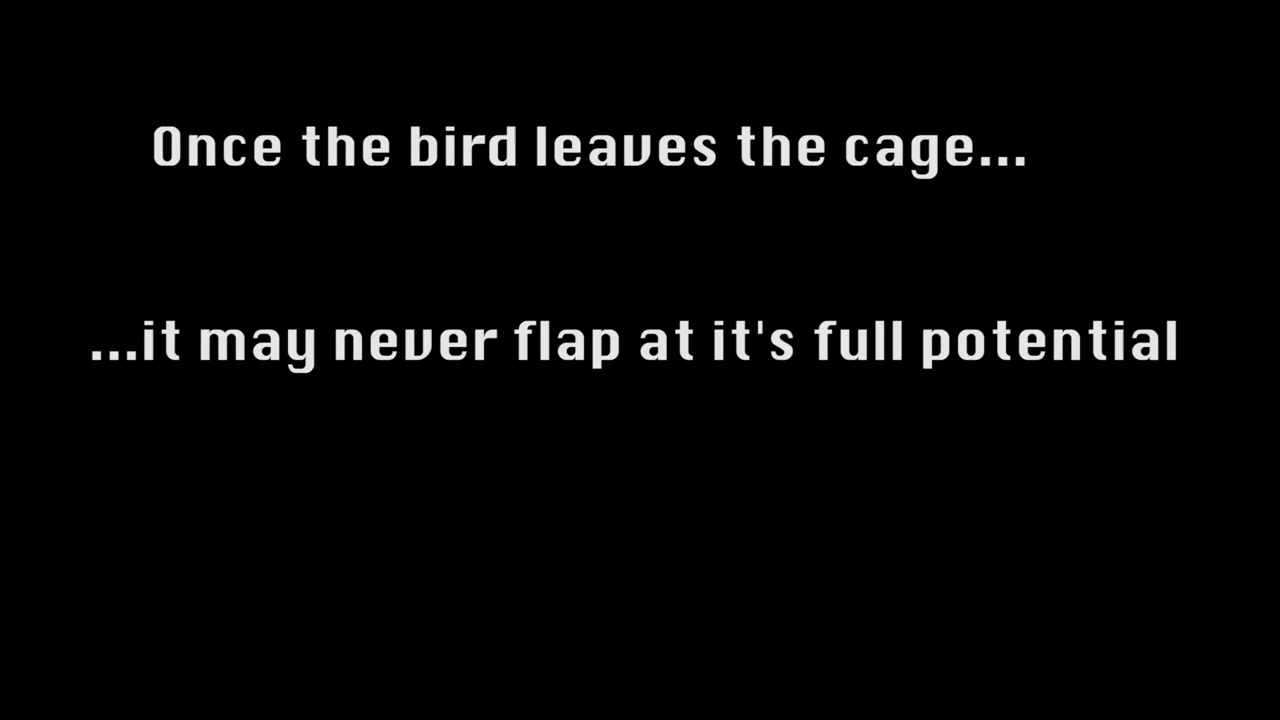 Once the bird leaves the cage...
...it may never flap at it's full potential